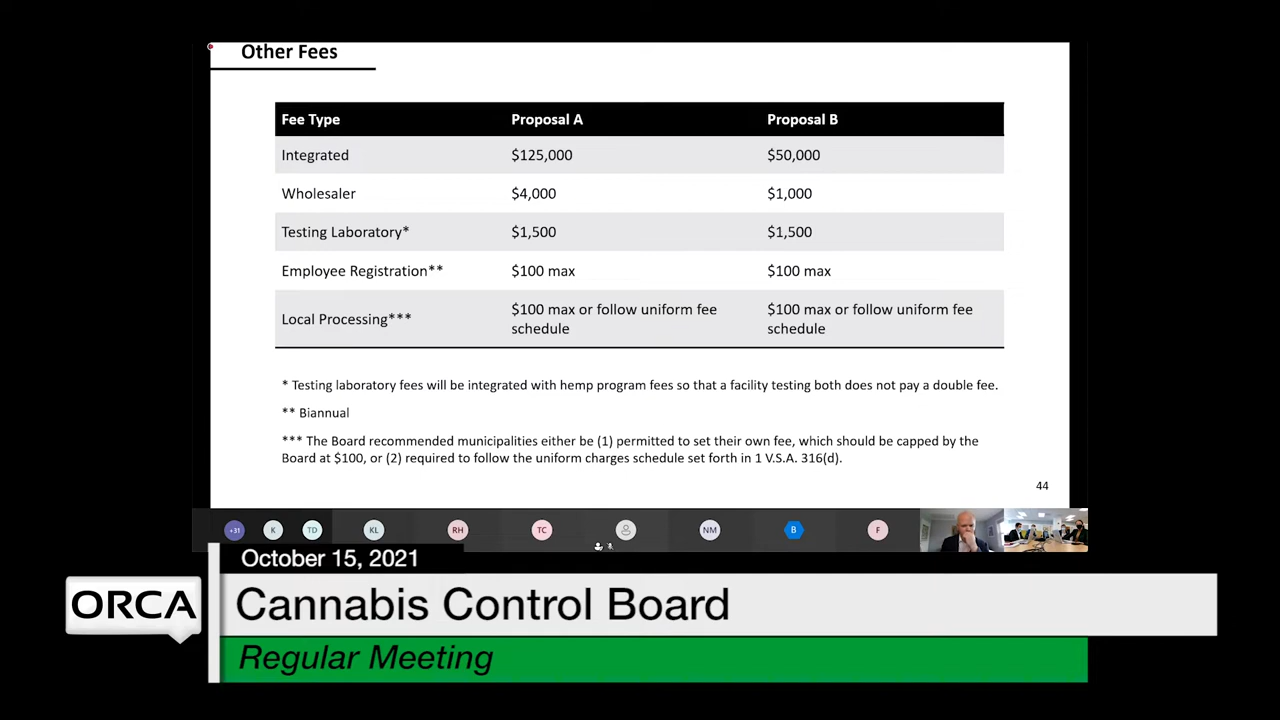 Other Fees
Fee Type Proposal A Proposal B
Integrated $125,000 $50,000
Wholesaler $4,000 $1,000
Testing Laboratory* $1,500 $1,500
Employee Registration** $100 max $100 max
Local Processing*** $100 max or follow uniform fee schedule $100 max or follow uniform fee schedule
* Testing laboratory fees will be integrated with hemp program fees so that a facility testing both does not pay a double fee.
** Biannual
*** The Board recommended municipalities either be (1) permitted to set their own fee, which should be capped by the
Board at $100, or (2) required to follow the uniform charges schedule set forth in 1 V.S.A. 316(d).
44
+31 K TD KL RH TC NM B F
October 15, 2021
ORCA
Cannabis Control Board
Regular Meeting